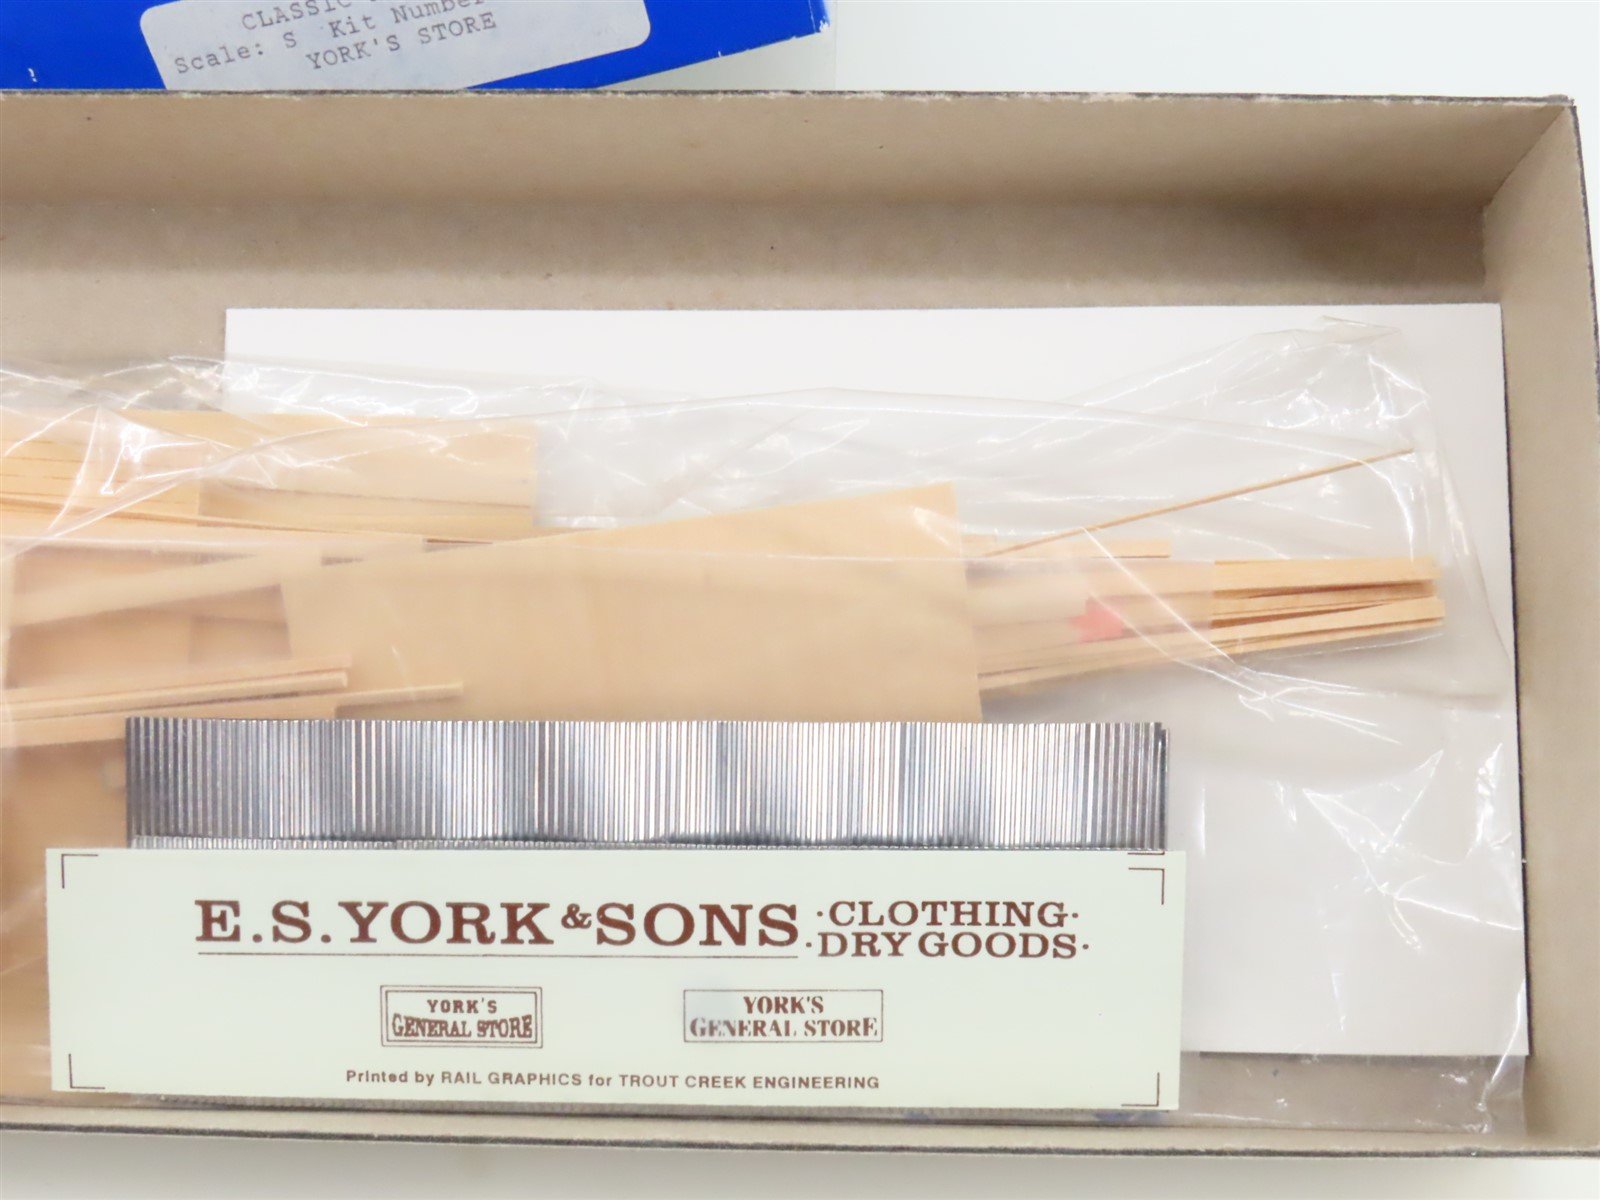 CLASSIC
Scale: S Kit Number
YORK'S STORE
E.S. YORK & SONS
·CLOTHING·
·DRY GOODS·
YORK'S
GENERAL STORE
YORK'S
GENERAL STORE
Printed by RAIL GRAPHICS for TROUT CREEK ENGINEERING